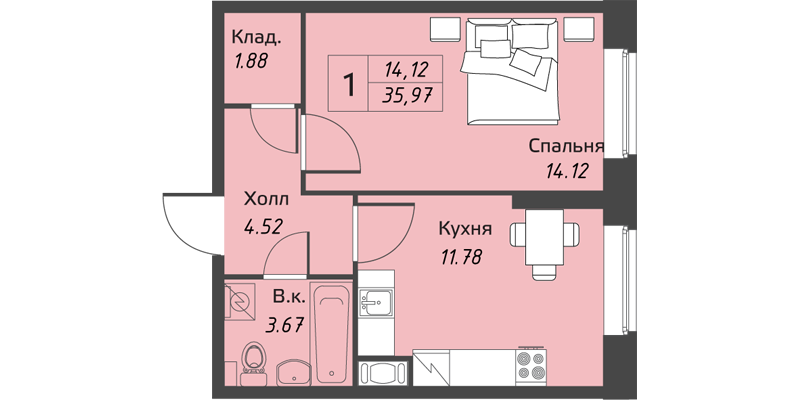 Клад.
1.88
1
14,12
35,97
Спальня
14.12
Холл
4.52
Кухня
11.78
В.к.
3.67